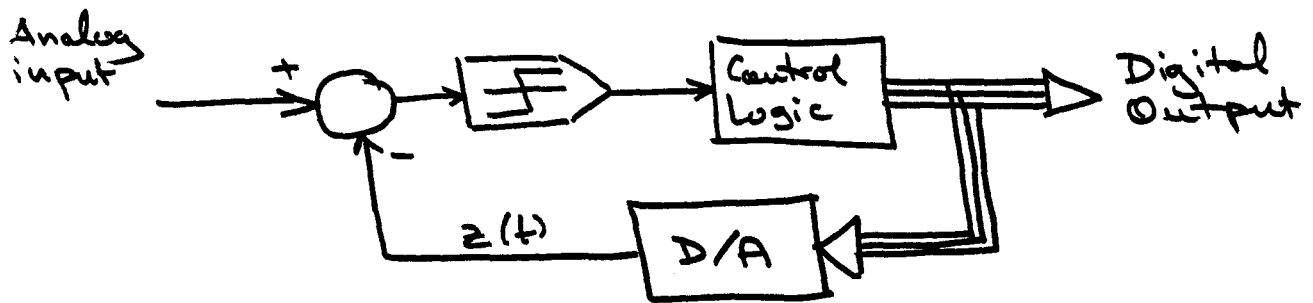 Analog
input
+
-
Control
Logic
Digital
Output
z(t)
D/A